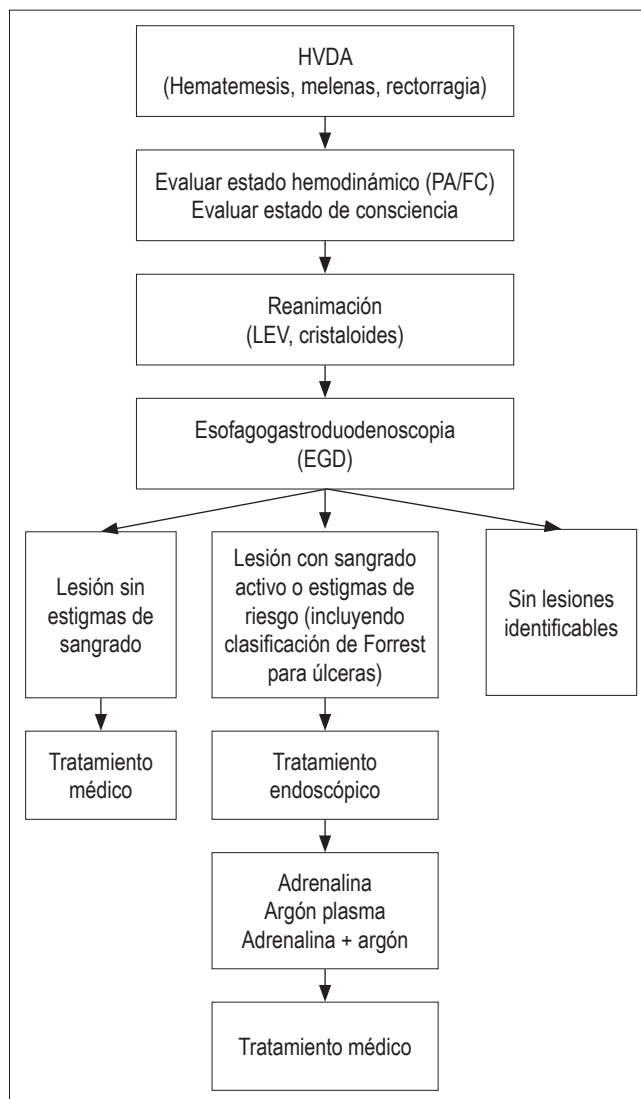 HVDA
(Hematemesis, melenas, rectorragia)
Evaluar estado hemodinámico (PA/FC)
Evaluar estado de consciencia
Reanimación
(LEV, cristaloides)
Esofagogastroduodenoscopia
(EGD)
Lesión sin
estigmas de
sangrado
Lesión con sangrado
activo o estigmas de
riesgo (incluyendo
clasificación de Forrest
para úlceras)
Sin lesiones
identificables
Tratamiento
médico
Tratamiento
endoscópico
Adrenalina
Argón plasma
Adrenalina + argón
Tratamiento médico